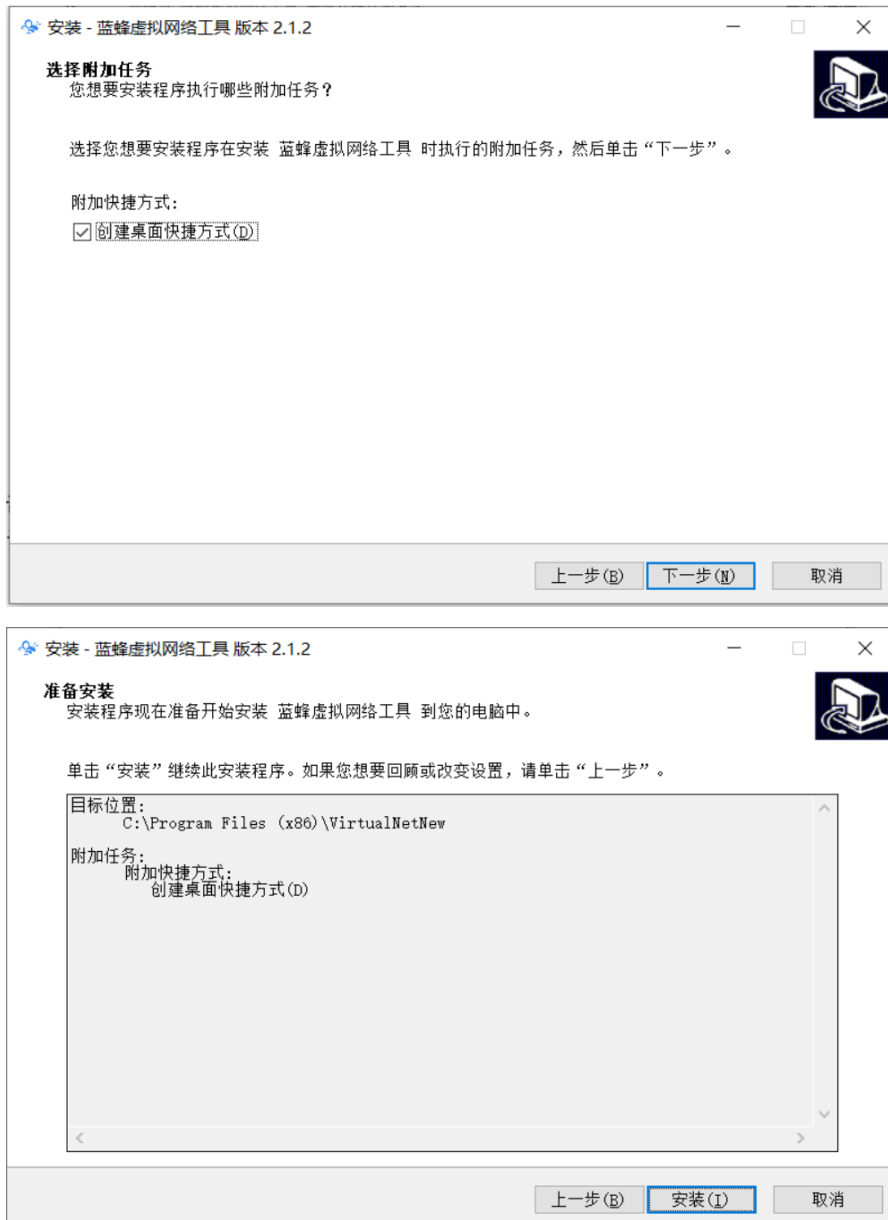 安装 - 蓝蜂虚拟网络工具 版本 2.1.2
选择附加任务
您想要安装程序执行哪些附加任务？
选择您想要安装程序在安装 蓝蜂虚拟网络工具 时执行的附加任务，然后单击“下一步”。
附加快捷方式：
创建桌面快捷方式(D)
上一步(B) 下一步(N) 取消
安装 - 蓝蜂虚拟网络工具 版本 2.1.2
准备安装
安装程序现在准备开始安装 蓝蜂虚拟网络工具 到您的电脑中。
单击“安装”继续此安装程序。如果您想要回顾或改变设置，请单击“上一步”。
目标位置：
C:\Program Files (x86)\VirtualNetNew
附加任务：
附加快捷方式：
创建桌面快捷方式(D)
上一步(B) 安装(I) 取消